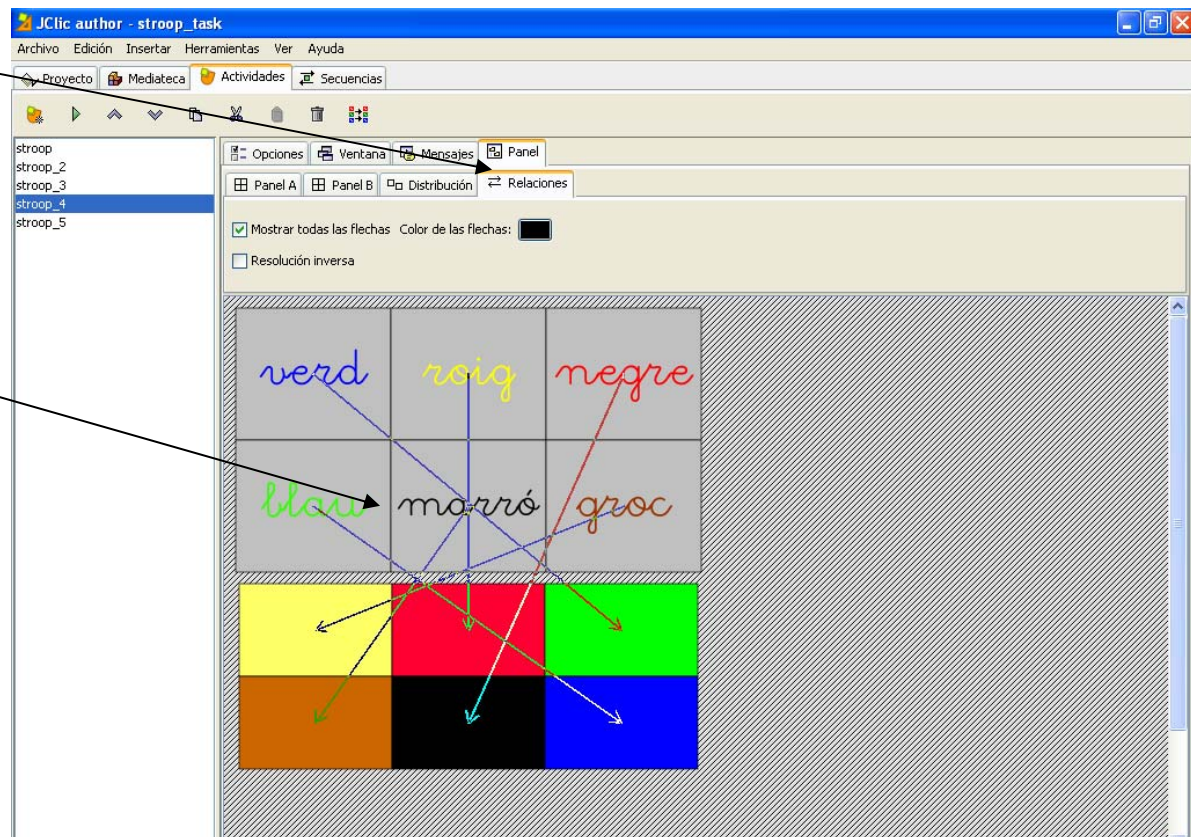 JClic author - stroop_task
Archivo Edición Insertar Herramientas Ver Ayuda
Proyecto Mediateca Actividades Secuencias
stroop
stroop_2
stroop_3
stroop_4
stroop_5
Opciones Ventana Mensajes Panel
Panel A Panel B Distribución Relaciones
Mostrar todas las flechas Color de las flechas:
Resolución inversa
verd roig negre
blau marró groc